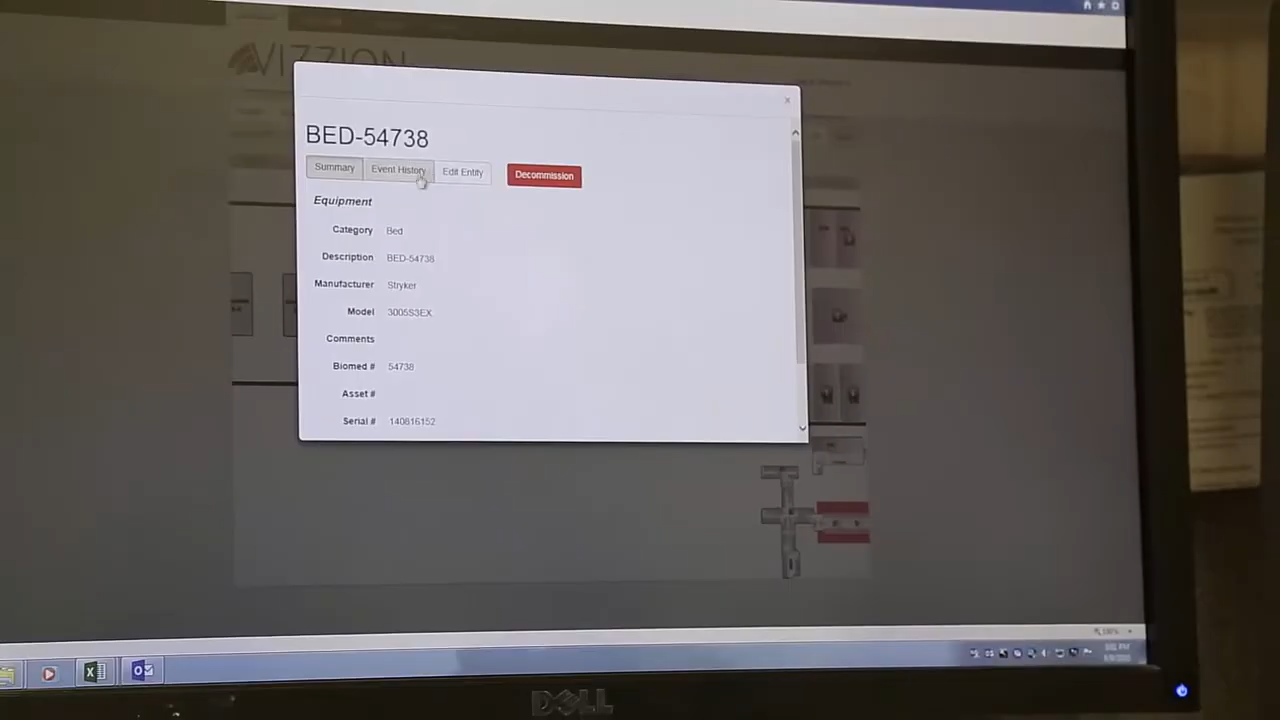 VIZZION
×
BED-54738
Summary
Event History
Edit Entity
Decommission
Equipment
Category Bed
Description BED-54738
Manufacturer Stryker
Model 3005S3EX
Comments
Biomed # 54738
Asset #
Serial # 140816152
DELL